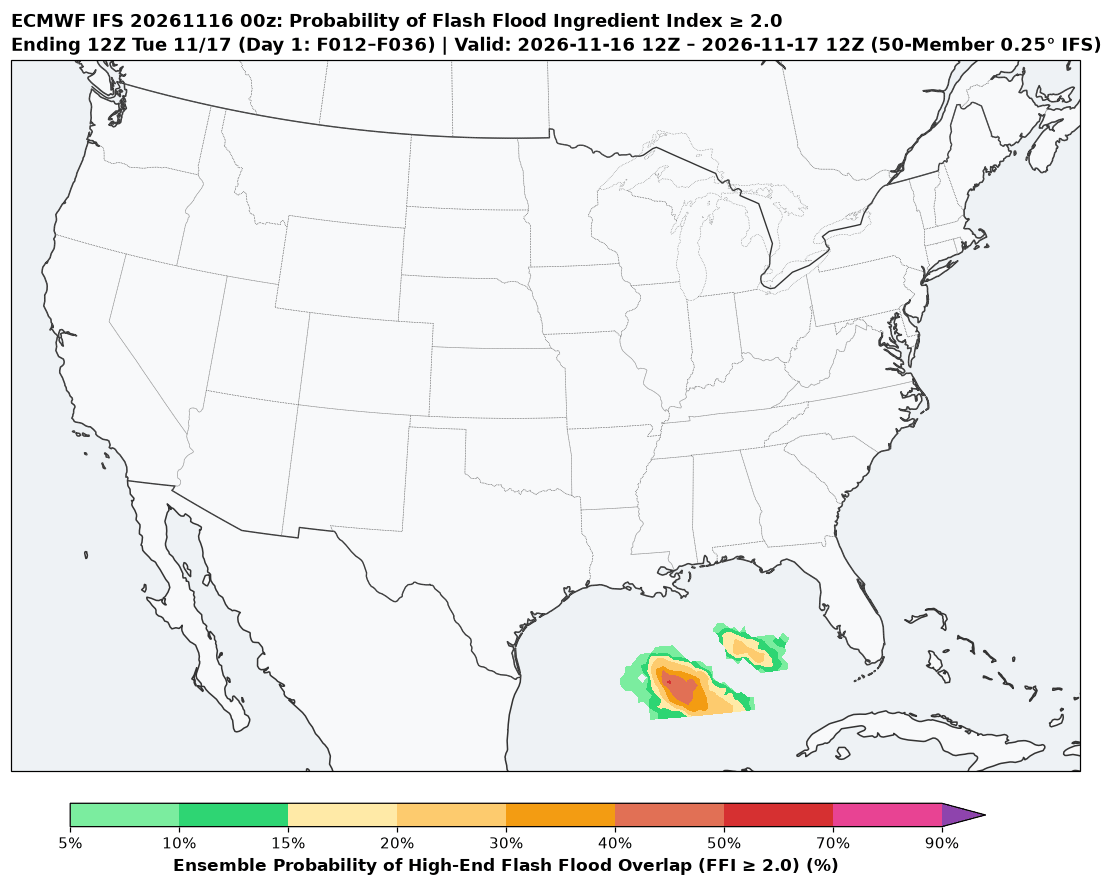 ECMWF IFS 20261116 00z: Probability of Flash Flood Ingredient Index ≥ 2.0
Ending 12Z Tue 11/17 (Day 1: F012–F036) | Valid: 2026-11-16 12Z – 2026-11-17 12Z (50-Member 0.25° IFS)
5% 10% 15% 20% 30% 40% 50% 70% 90%
Ensemble Probability of High-End Flash Flood Overlap (FFI ≥ 2.0) (%)